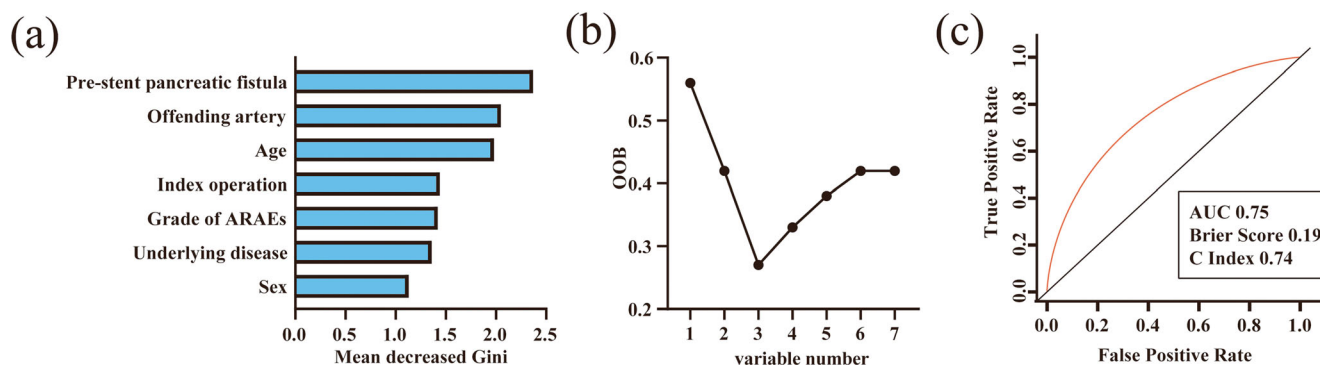 (a)
Pre-stent pancreatic fistula
Offending artery
Age
Index operation
Grade of ARAEs
Underlying disease
Sex
0.0 0.5 1.0 1.5 2.0 2.5
Mean decreased Gini
(b)
OOB
0.6
0.5
0.4
0.3
0.2
1 2 3 4 5 6 7
variable number
(c)
True Positive Rate
1.0
0.8
0.6
0.4
0.2
0.0
AUC 0.75
Brier Score 0.19
C Index 0.74
0.0 0.2 0.4 0.6 0.8 1.0
False Positive Rate